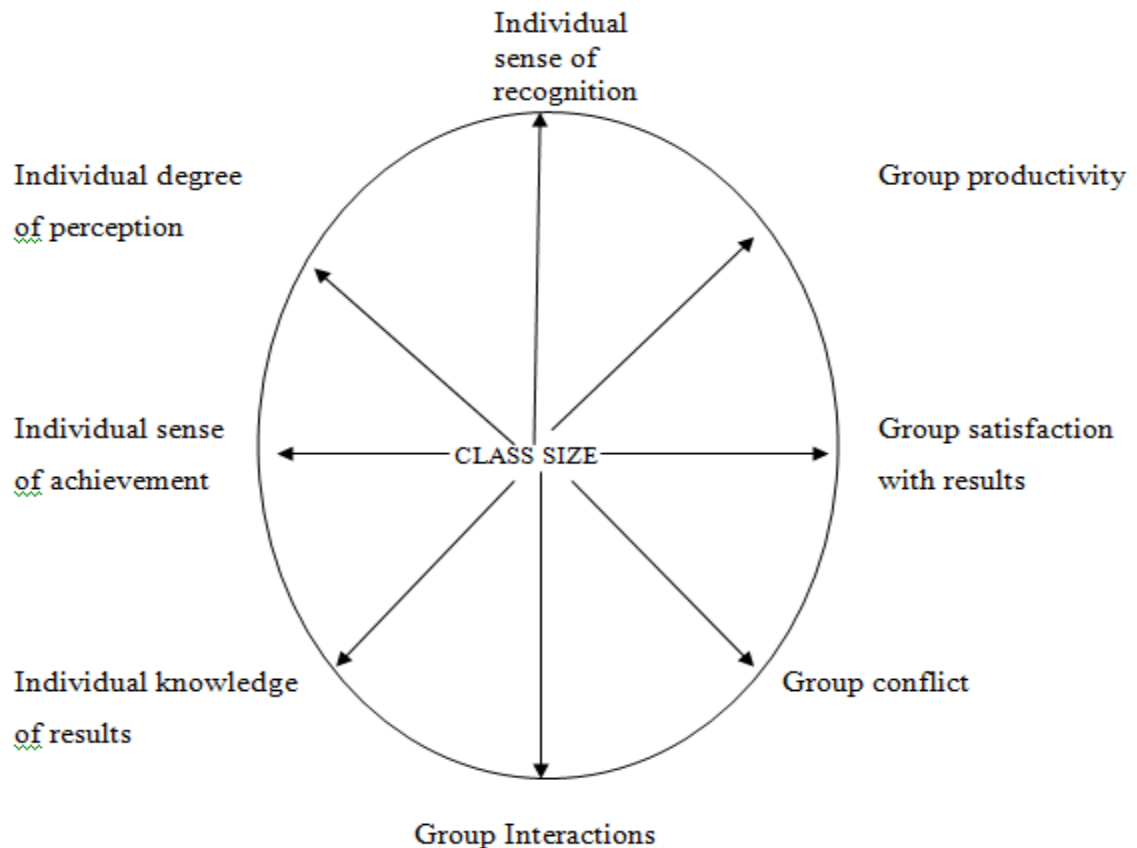 Individual
sense of
recognition
Individual degree
of perception
Group productivity
Individual sense
of achievement
CLASS SIZE
Group satisfaction
with results
Individual knowledge
of results
Group conflict
Group Interactions